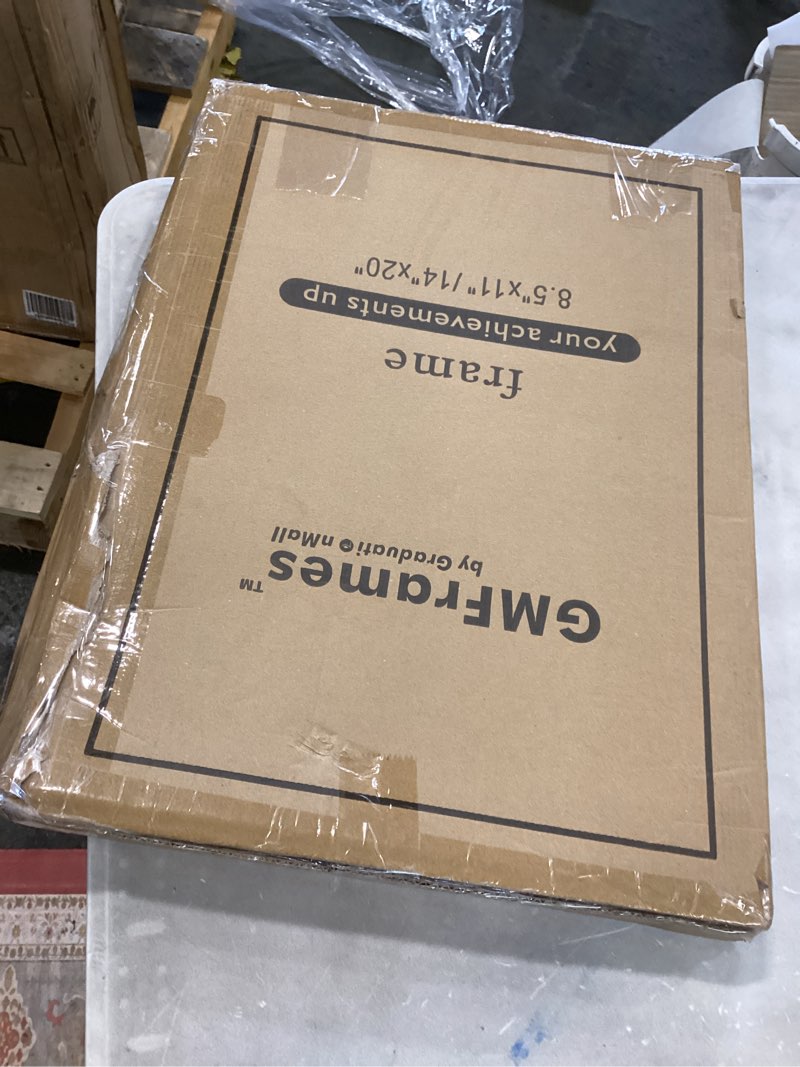 GMFrames™
by GraduationMall
frame
your achievements up
8.5"x11"/14"x20"